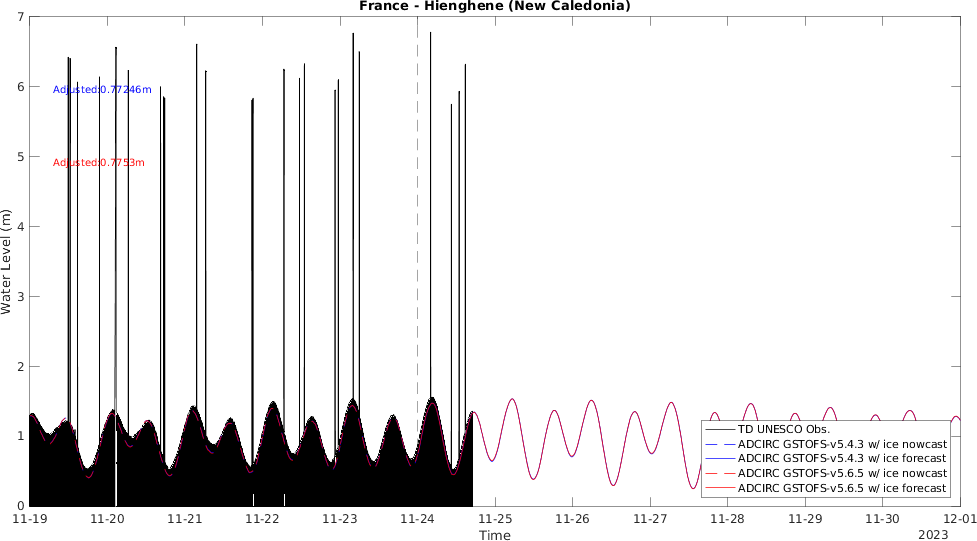 France - Hienghene (New Caledonia)
7
6
5
4
3
2
1
0
Water Level (m)
Adjusted:0.77246m
Adjusted:0.7753m
TD UNESCO Obs.
ADCIRC GSTOFS-v5.4.3 w/ ice nowcast
ADCIRC GSTOFS-v5.4.3 w/ ice forecast
ADCIRC GSTOFS-v5.6.5 w/ ice nowcast
ADCIRC GSTOFS-v5.6.5 w/ ice forecast
11-19 11-20 11-21 11-22 11-23 11-24 11-25 11-26 11-27 11-28 11-29 11-30 12-01
Time
2023